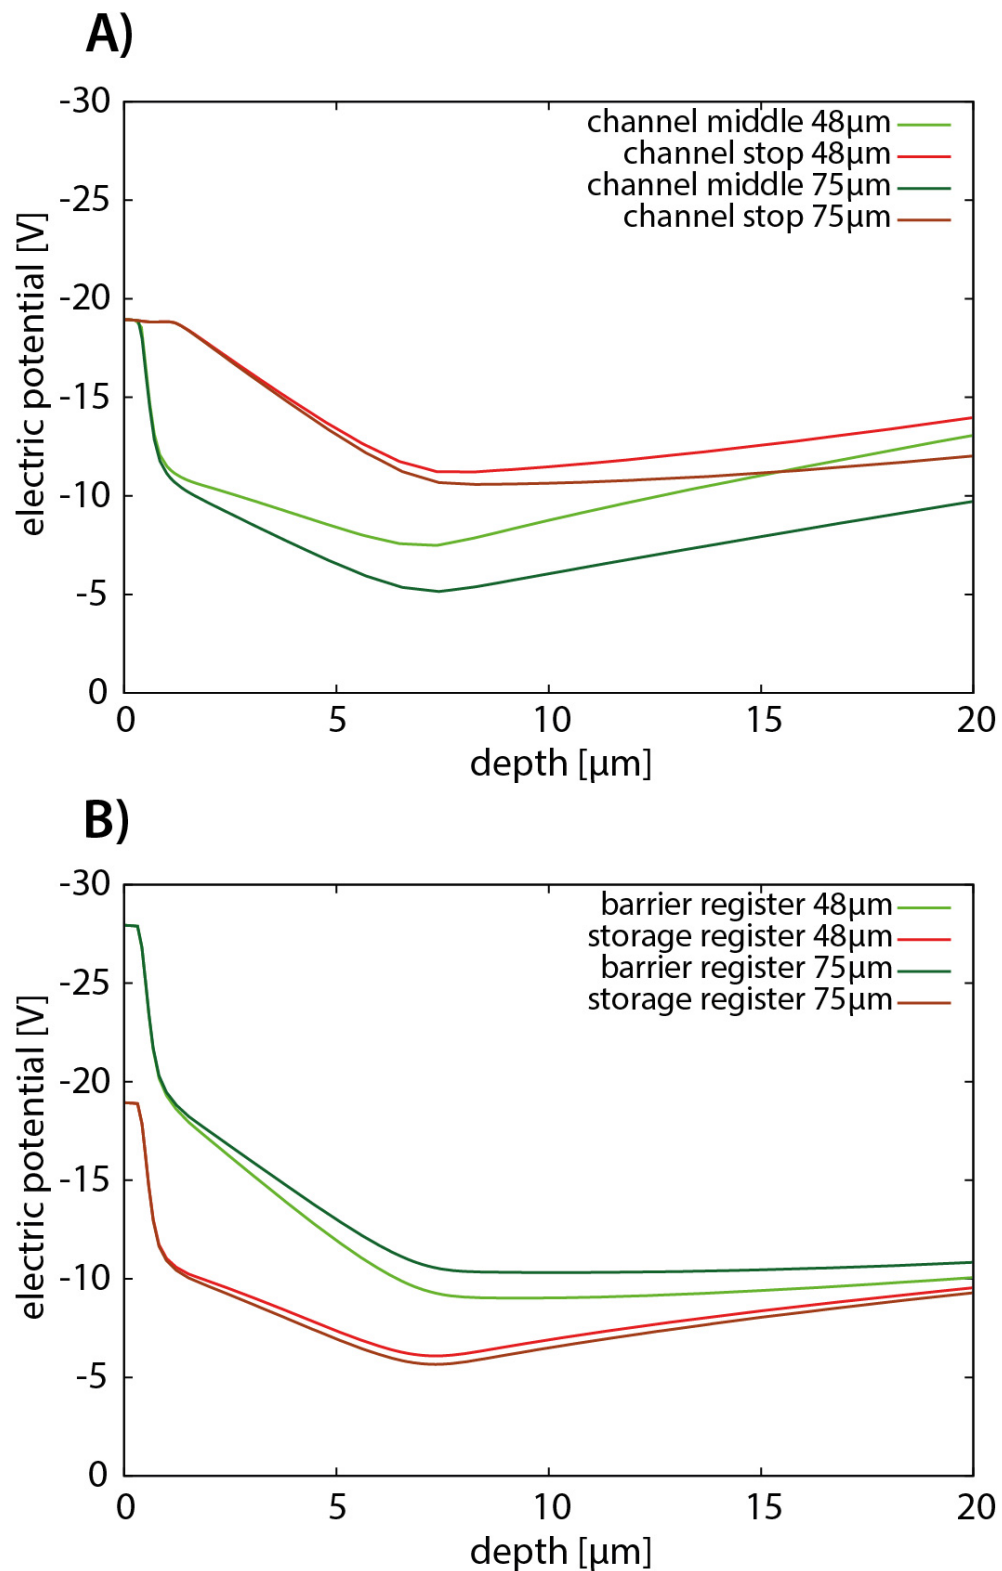 A)
-30
-25
-20
-15
-10
-5
0
electric potential [V]
channel middle 48µm
channel stop 48µm
channel middle 75µm
channel stop 75µm
0 5 10 15 20
depth [µm]
B)
-30
-25
-20
-15
-10
-5
0
electric potential [V]
barrier register 48µm
storage register 48µm
barrier register 75µm
storage register 75µm
0 5 10 15 20
depth [µm]